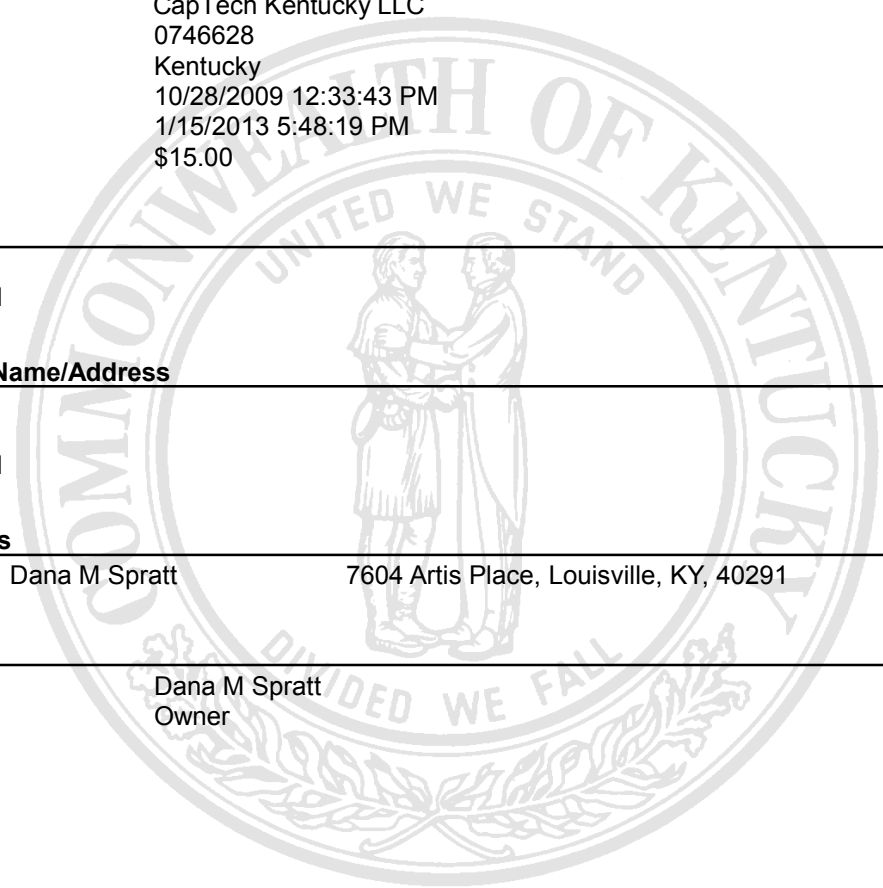 CapTech Kentucky LLC
0746628
Kentucky
10/28/2009 12:33:43 PM
1/15/2013 5:48:19 PM
$15.00
COMMONWEALTH OF KENTUCKY
UNITED WE STAND
Name/Address
Dana M Spratt 7604 Artis Place, Louisville, KY, 40291
DIVIDED WE FALL
Dana M Spratt
Owner